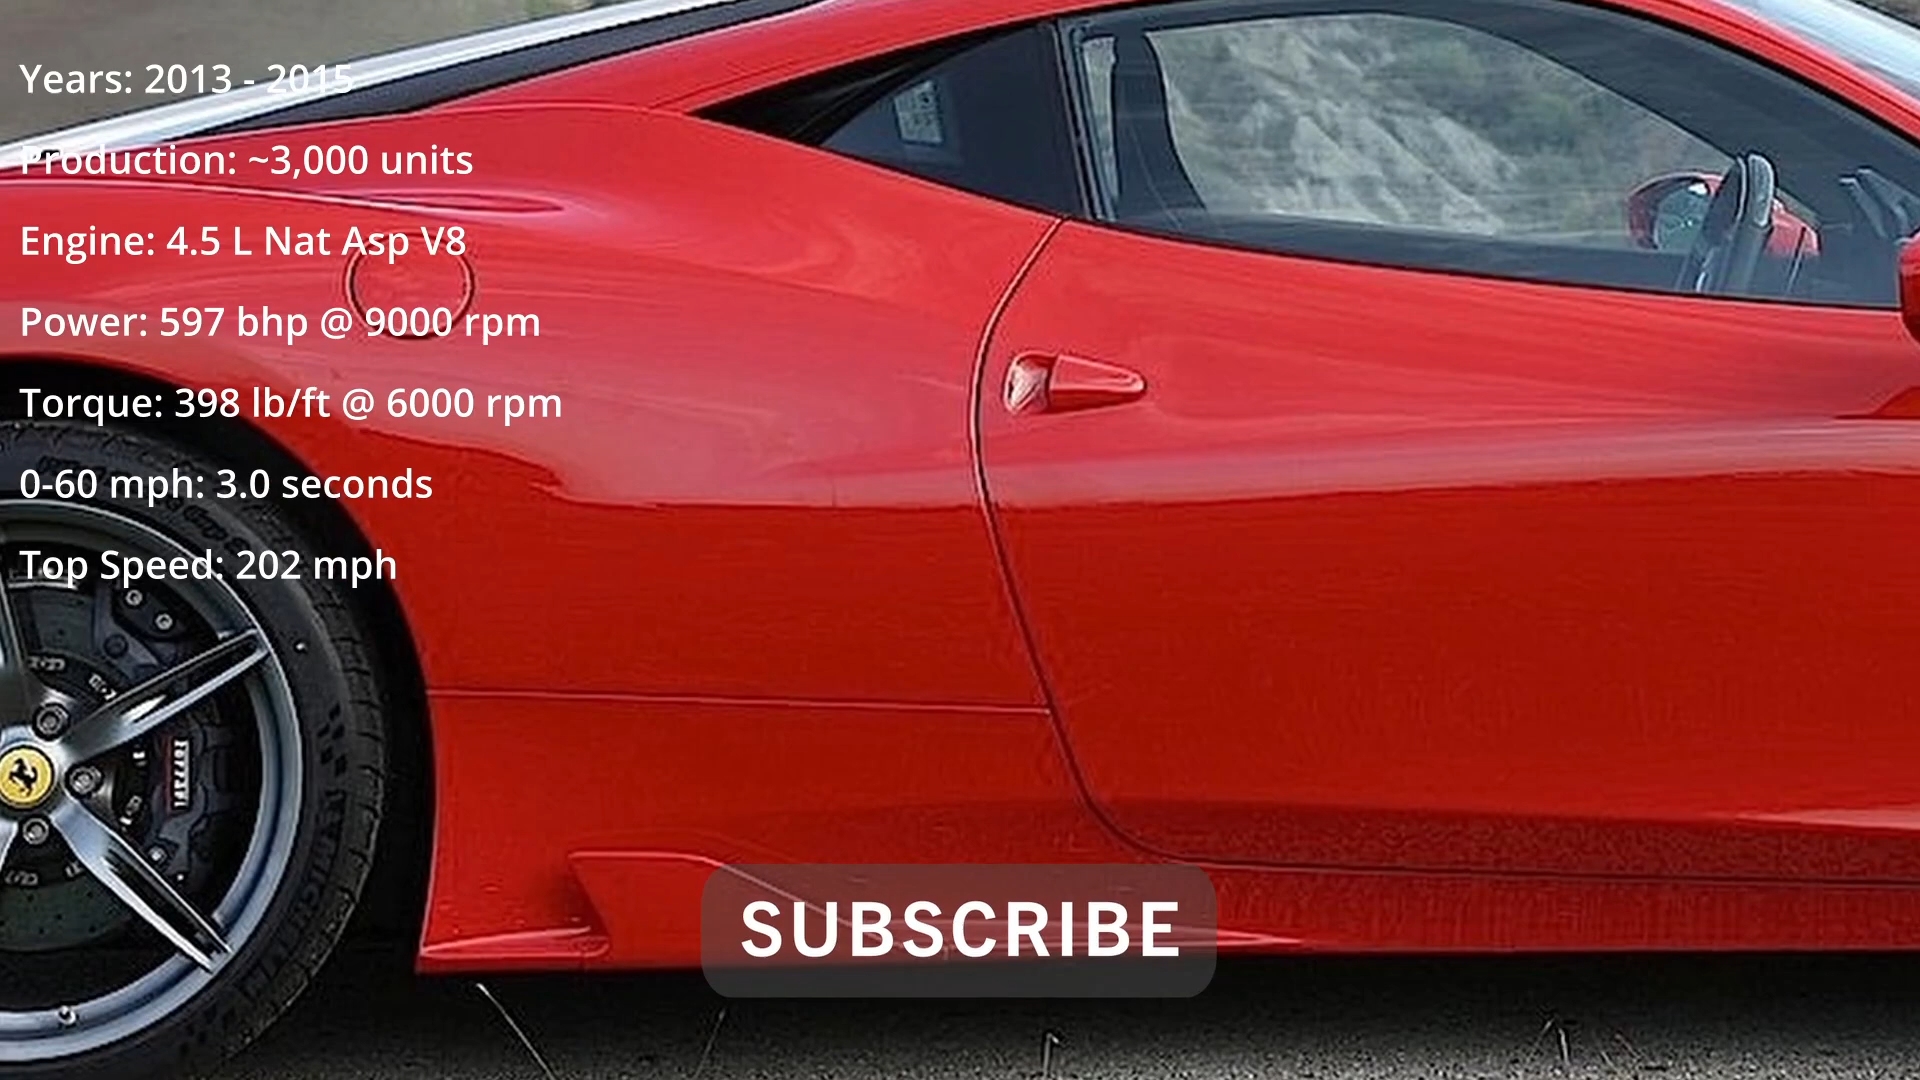 Years: 2013 - 2015
Production: ~3,000 units
Engine: 4.5 L Nat Asp V8
Power: 597 bhp @ 9000 rpm
Torque: 398 lb/ft @ 6000 rpm
0-60 mph: 3.0 seconds
Top Speed: 202 mph
SUBSCRIBE